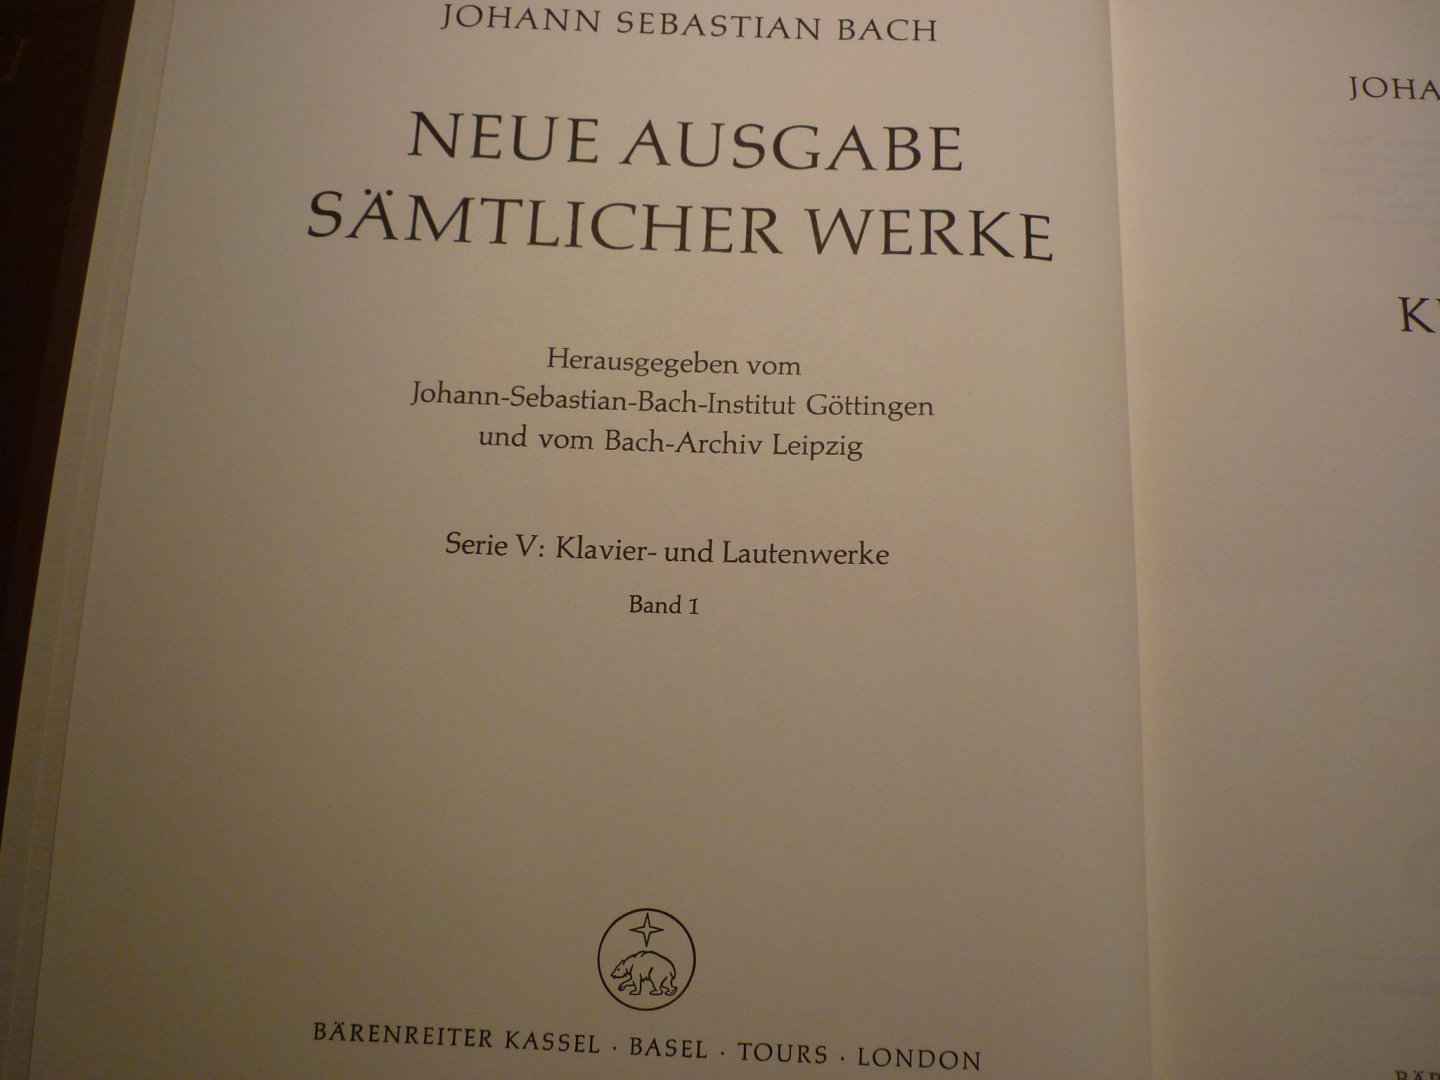 JOHANN SEBASTIAN BACH
NEUE AUSGABE
SÄMTLICHER WERKE
Herausgegeben vom
Johann-Sebastian-Bach-Institut Göttingen
und vom Bach-Archiv Leipzig
Serie V: Klavier- und Lautenwerke
Band 1
BÄRENREITER KASSEL · BASEL · TOURS · LONDON
JOHA